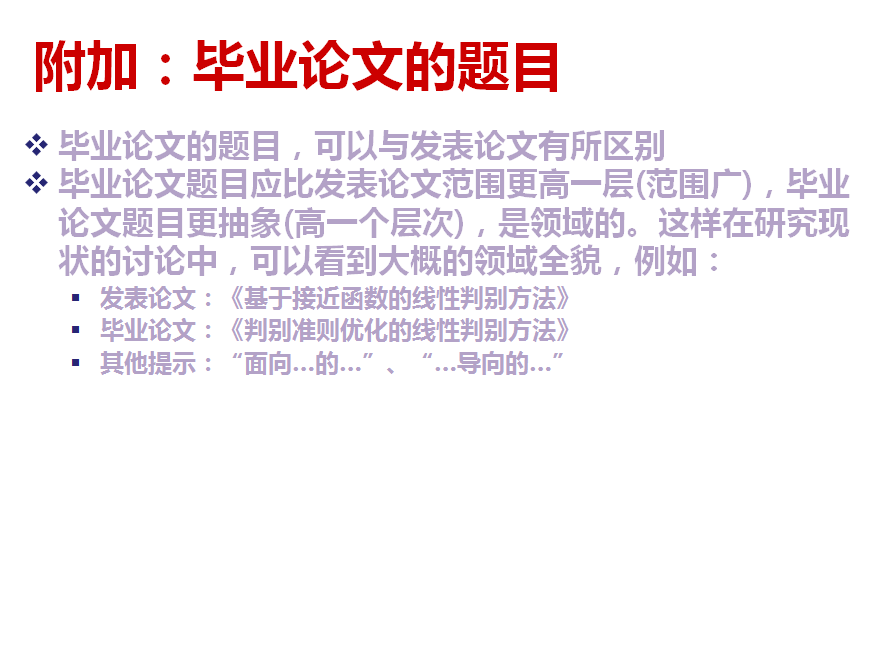 附加：毕业论文的题目
毕业论文的题目，可以与发表论文有所区别
毕业论文题目应比发表论文范围更高一层(范围广)，毕业
论文题目更抽象(高一个层次)，是领域的。这样在研究现
状的讨论中，可以看到大概的领域全貌，例如：
发表论文：《基于接近函数的线性判别方法》
毕业论文：《判别准则优化的线性判别方法》
其他提示：“面向...的...”、“...导向的...”